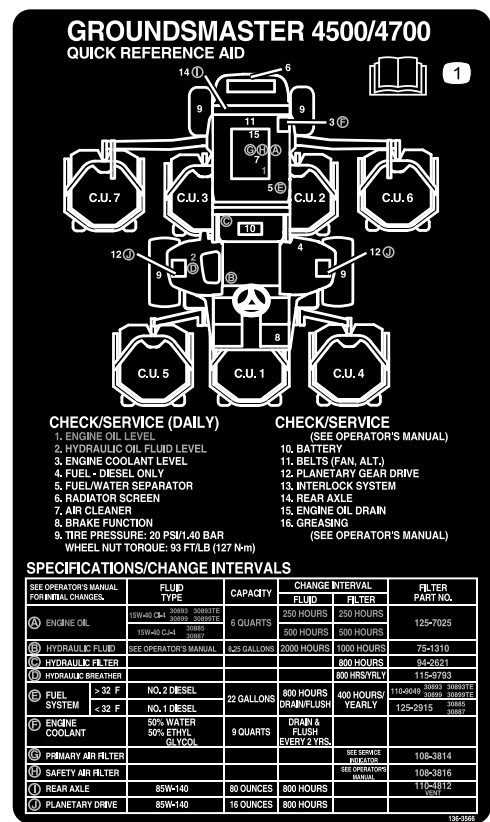 GROUNDSMASTER 4500/4700
QUICK REFERENCE AID
1
14 I
6
9
9
11
3 F
15
G H A
7
1
5 E
C.U. 7
C.U. 3
C.U. 2
C.U. 6
C
10
12 J
2
D
4
12 J
9
B
9
8
C.U. 5
C.U. 1
C.U. 4
CHECK/SERVICE (DAILY)
1. ENGINE OIL LEVEL
2. HYDRAULIC OIL FLUID LEVEL
3. ENGINE COOLANT LEVEL
4. FUEL - DIESEL ONLY
5. FUEL/WATER SEPARATOR
6. RADIATOR SCREEN
7. AIR CLEANER
8. BRAKE FUNCTION
9. TIRE PRESSURE: 20 PSI/1.40 BAR
WHEEL NUT TORQUE: 93 FT/LB (127 N•m)
CHECK/SERVICE
(SEE OPERATOR'S MANUAL)
10. BATTERY
11. BELTS (FAN, ALT.)
12. PLANETARY GEAR DRIVE
13. INTERLOCK SYSTEM
14. REAR AXLE
15. ENGINE OIL DRAIN
16. GREASING
(SEE OPERATOR'S MANUAL)
SPECIFICATIONS/CHANGE INTERVALS
SEE OPERATOR'S MANUAL FOR INITIAL CHANGES. FLUID TYPE CAPACITY CHANGE INTERVAL FLUID FILTER FILTER PART NO.
A ENGINE OIL 15W-40 CI-4 30893 30893TE 30899 30899TE 6 QUARTS 250 HOURS 250 HOURS 125-7025
15W-40 CJ-4 30885 30887 500 HOURS 500 HOURS
B HYDRAULIC FLUID SEE OPERATOR'S MANUAL 8.25 GALLONS 2000 HOURS 1000 HOURS 75-1310
C HYDRAULIC FILTER 800 HOURS 94-2621
D HYDRAULIC BREATHER 800 HRS/YRLY 115-9793
E FUEL SYSTEM > 32 F NO. 2 DIESEL 22 GALLONS 800 HOURS DRAIN/FLUSH 400 HOURS/ YEARLY 110-9049 30893 30893TE 30899 30899TE
< 32 F NO. 1 DIESEL 125-2915 30885 30887
F ENGINE COOLANT 50% WATER 50% ETHYL GLYCOL 9 QUARTS DRAIN & FLUSH EVERY 2 YRS.
G PRIMARY AIR FILTER SEE SERVICE INDICATOR 108-3814
H SAFETY AIR FILTER SEE OPERATOR'S MANUAL 108-3816
I REAR AXLE 85W-140 80 OUNCES 800 HOURS 110-4812 VENT
J PLANETARY DRIVE 85W-140 16 OUNCES 800 HOURS
136-3566